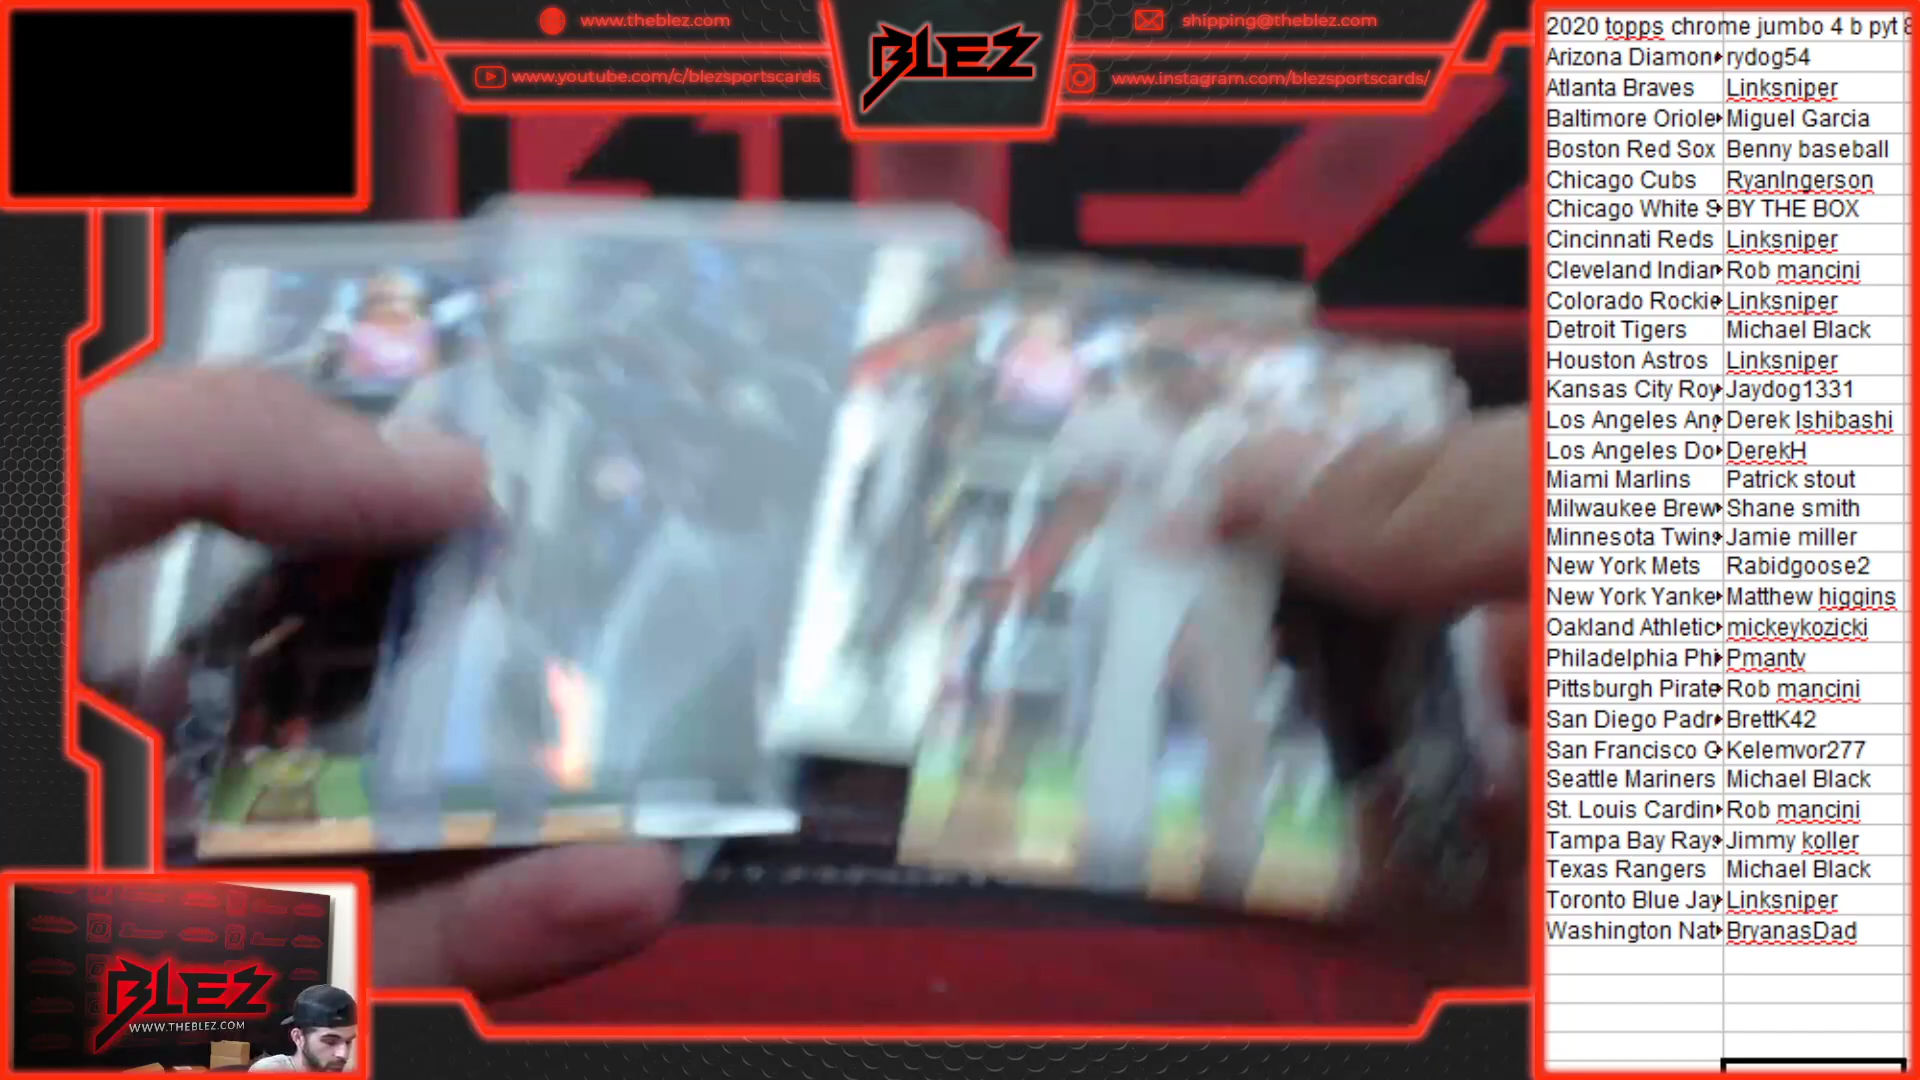 www.theblez.com
www.youtube.com/c/blezsportscards
BLEZ
shipping@theblez.com
www.instagram.com/blezsportscards/
2020 topps chrome jumbo 4 b pyt 8
Arizona Diamon rydog54
Atlanta Braves Linksniper
Baltimore Oriole Miguel Garcia
Boston Red Sox Benny baseball
Chicago Cubs RyanIngerson
Chicago White S BY THE BOX
Cincinnati Reds Linksniper
Cleveland Indian Rob mancini
Colorado Rockie Linksniper
Detroit Tigers Michael Black
Houston Astros Linksniper
Kansas City Roy Jaydog1331
Los Angeles Ang Derek Ishibashi
Los Angeles Do DerekH
Miami Marlins Patrick stout
Milwaukee Brew Shane smith
Minnesota Twins Jamie miller
New York Mets Rabidgoose2
New York Yanke Matthew higgins
Oakland Athletic mickeykozicki
Philadelphia Phi Pmantv
Pittsburgh Pirate Rob mancini
San Diego Padr BrettK42
San Francisco G Kelemvor277
Seattle Mariners Michael Black
St. Louis Cardin Rob mancini
Tampa Bay Rays Jimmy koller
Texas Rangers Michael Black
Toronto Blue Jay Linksniper
Washington Nat BryanasDad
BLEZ
WWW.THEBLEZ.COM